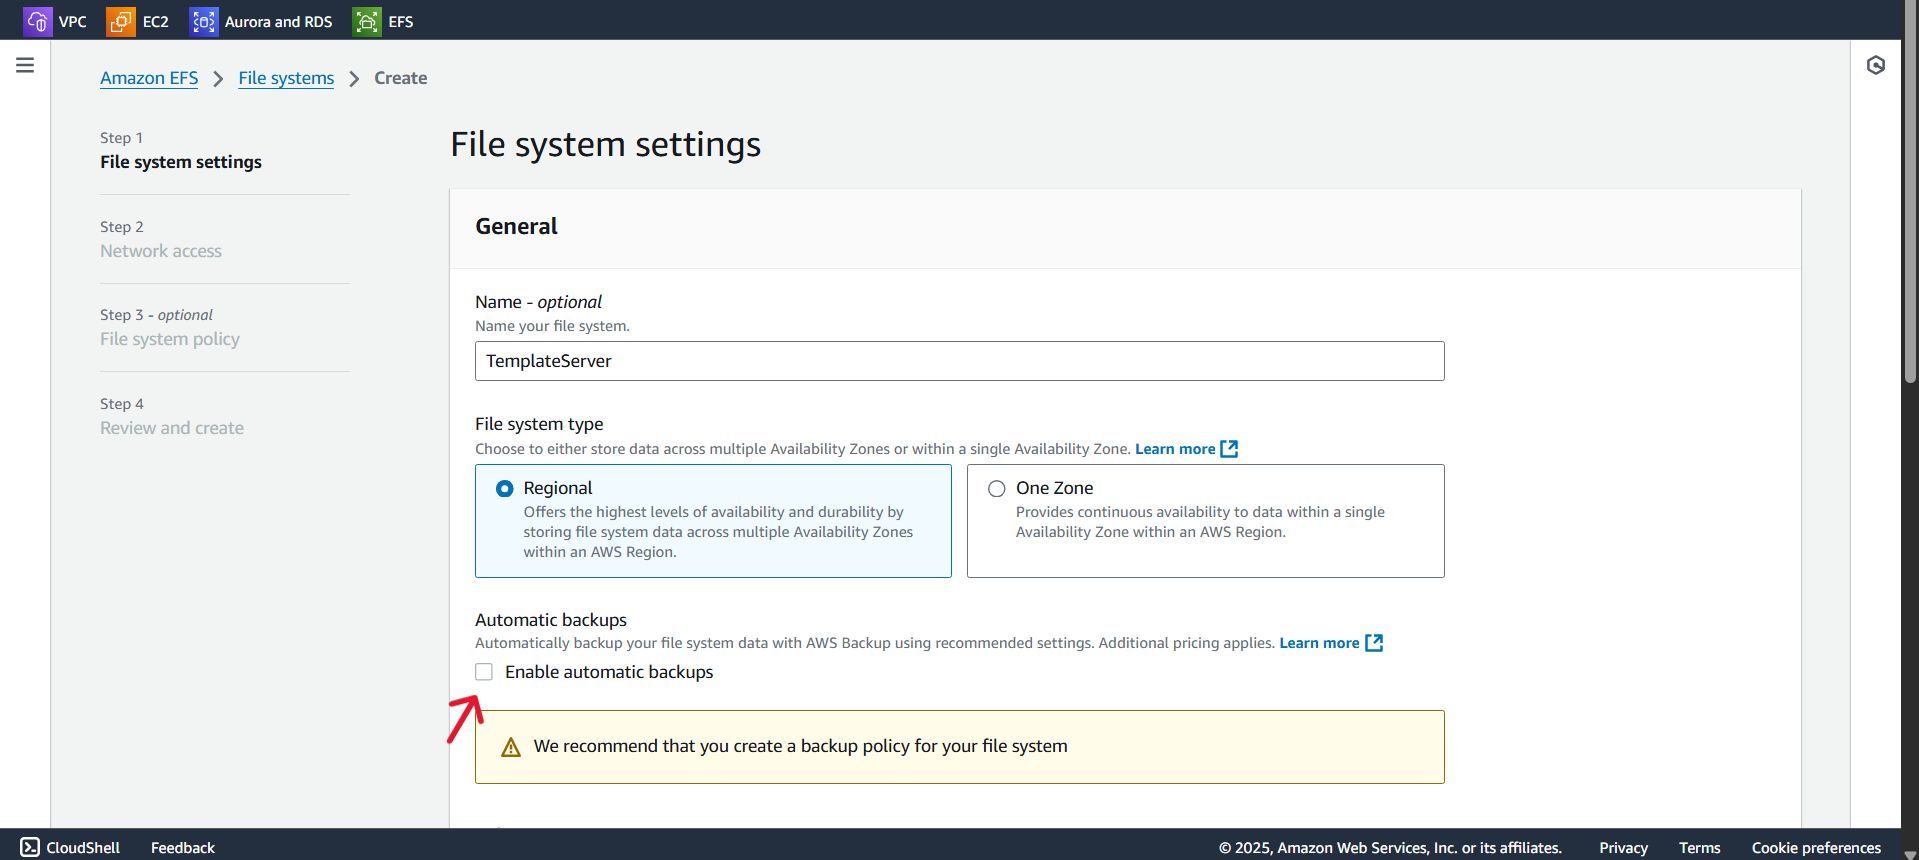 VPC EC2 Aurora and RDS EFS
Amazon EFS File systems Create
Step 1
File system settings
Step 2
Network access
Step 3 - optional
File system policy
Step 4
Review and create
File system settings
General
Name - optional
Name your file system.
TemplateServer
File system type
Choose to either store data across multiple Availability Zones or within a single Availability Zone. Learn more
Regional
Offers the highest levels of availability and durability by
storing file system data across multiple Availability Zones
within an AWS Region.
One Zone
Provides continuous availability to data within a single
Availability Zone within an AWS Region.
Automatic backups
Automatically backup your file system data with AWS Backup using recommended settings. Additional pricing applies. Learn more
Enable automatic backups
We recommend that you create a backup policy for your file system
CloudShell Feedback © 2025, Amazon Web Services, Inc. or its affiliates. Privacy Terms Cookie preferences